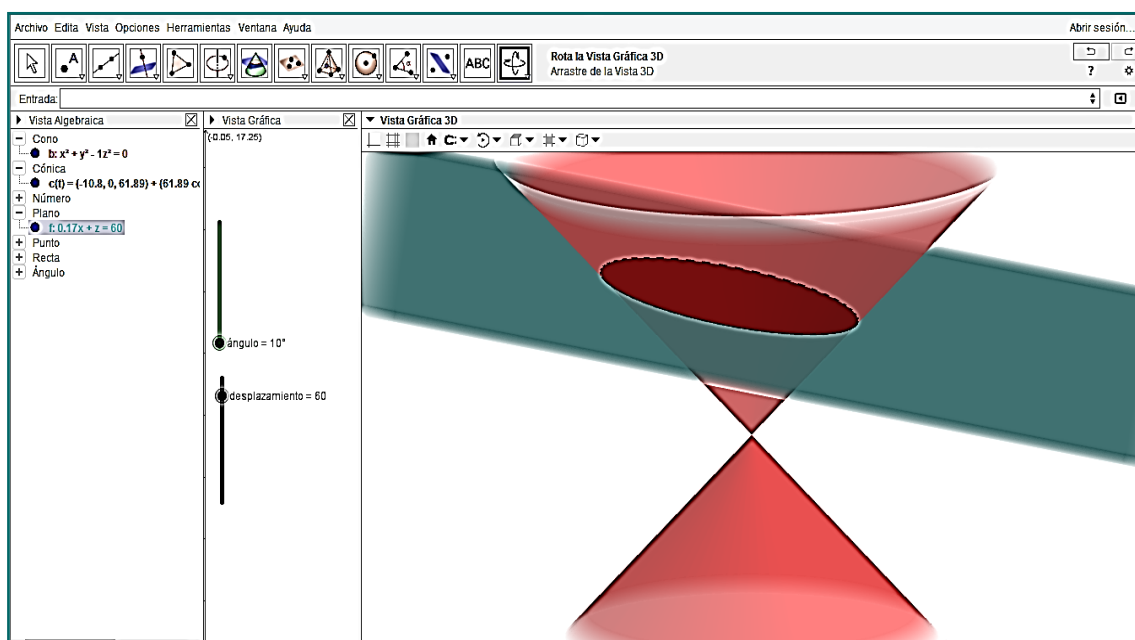 Archivo Edita Vista Opciones Herramientas Ventana Ayuda
Abrir sesión...
ABC
Rota la Vista Gráfica 3D
Arrastre de la Vista 3D
Entrada:
Vista Algebraica
Cono
b: x² + y² - 1z² = 0
Cónica
c(t) = (-10.8, 0, 61.89) + (61.89 co
Número
Plano
f: 0.17x + z = 60
Punto
Recta
Ángulo
Vista Gráfica
(-0.05, 17.25)
ángulo = 10°
desplazamiento = 60
Vista Gráfica 3D